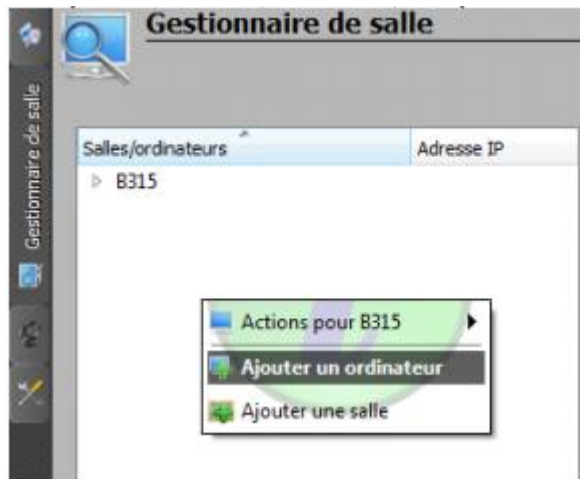 Gestionnaire de salle
Gestionnaire de salle
Salles/ordinateurs Adresse IP
B315
Actions pour B315
Ajouter un ordinateur
Ajouter une salle